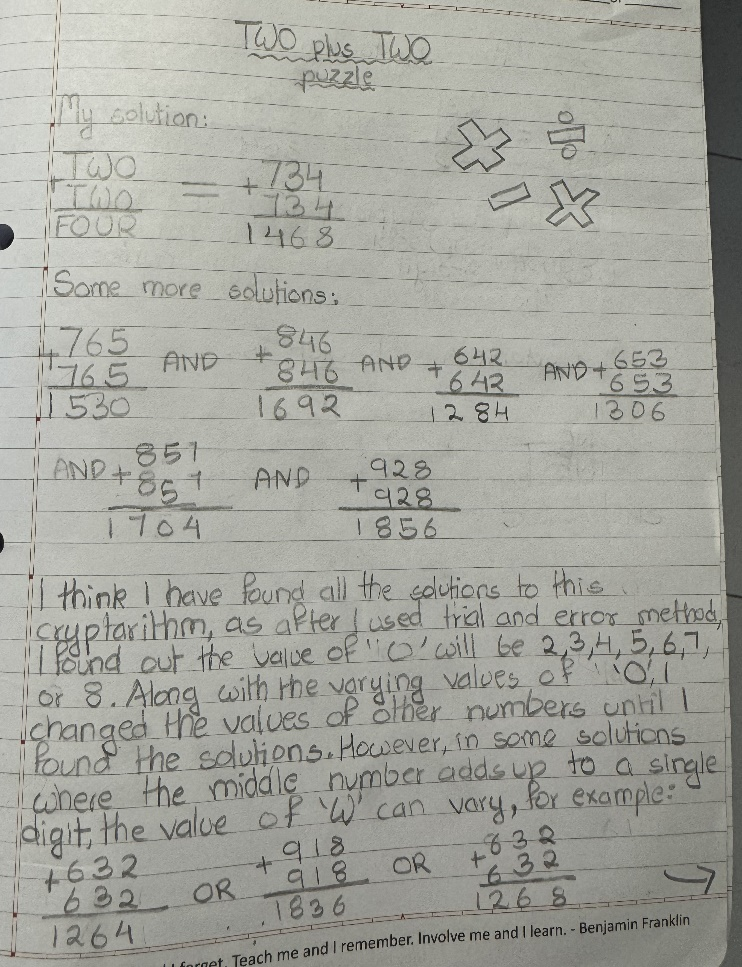 TWO plus TWO
puzzle
My solution:
+TWO
TWO
FOUR
=
+734
734
1468
Some more solutions:
+765
765
1530
AND
+846
846
1692
AND
+642
642
1284
AND
+653
653
1306
AND
+857
857
1704
AND
+928
928
1856
I think I have found all the solutions to this
cryptarithm, as after I used trial and error method,
I found out the value of "O' will be 2,3,4,5,6,7,
or 8. Along with the varying values of 'O', I
changed the values of other numbers until I
found the solutions. However, in some solutions
where the middle number adds up to a single
digit, the value of 'W' can vary, for example:
+632
632
1264
OR
+918
918
1836
OR
+632
632
1268
forget. Teach me and I remember. Involve me and I learn. - Benjamin Franklin